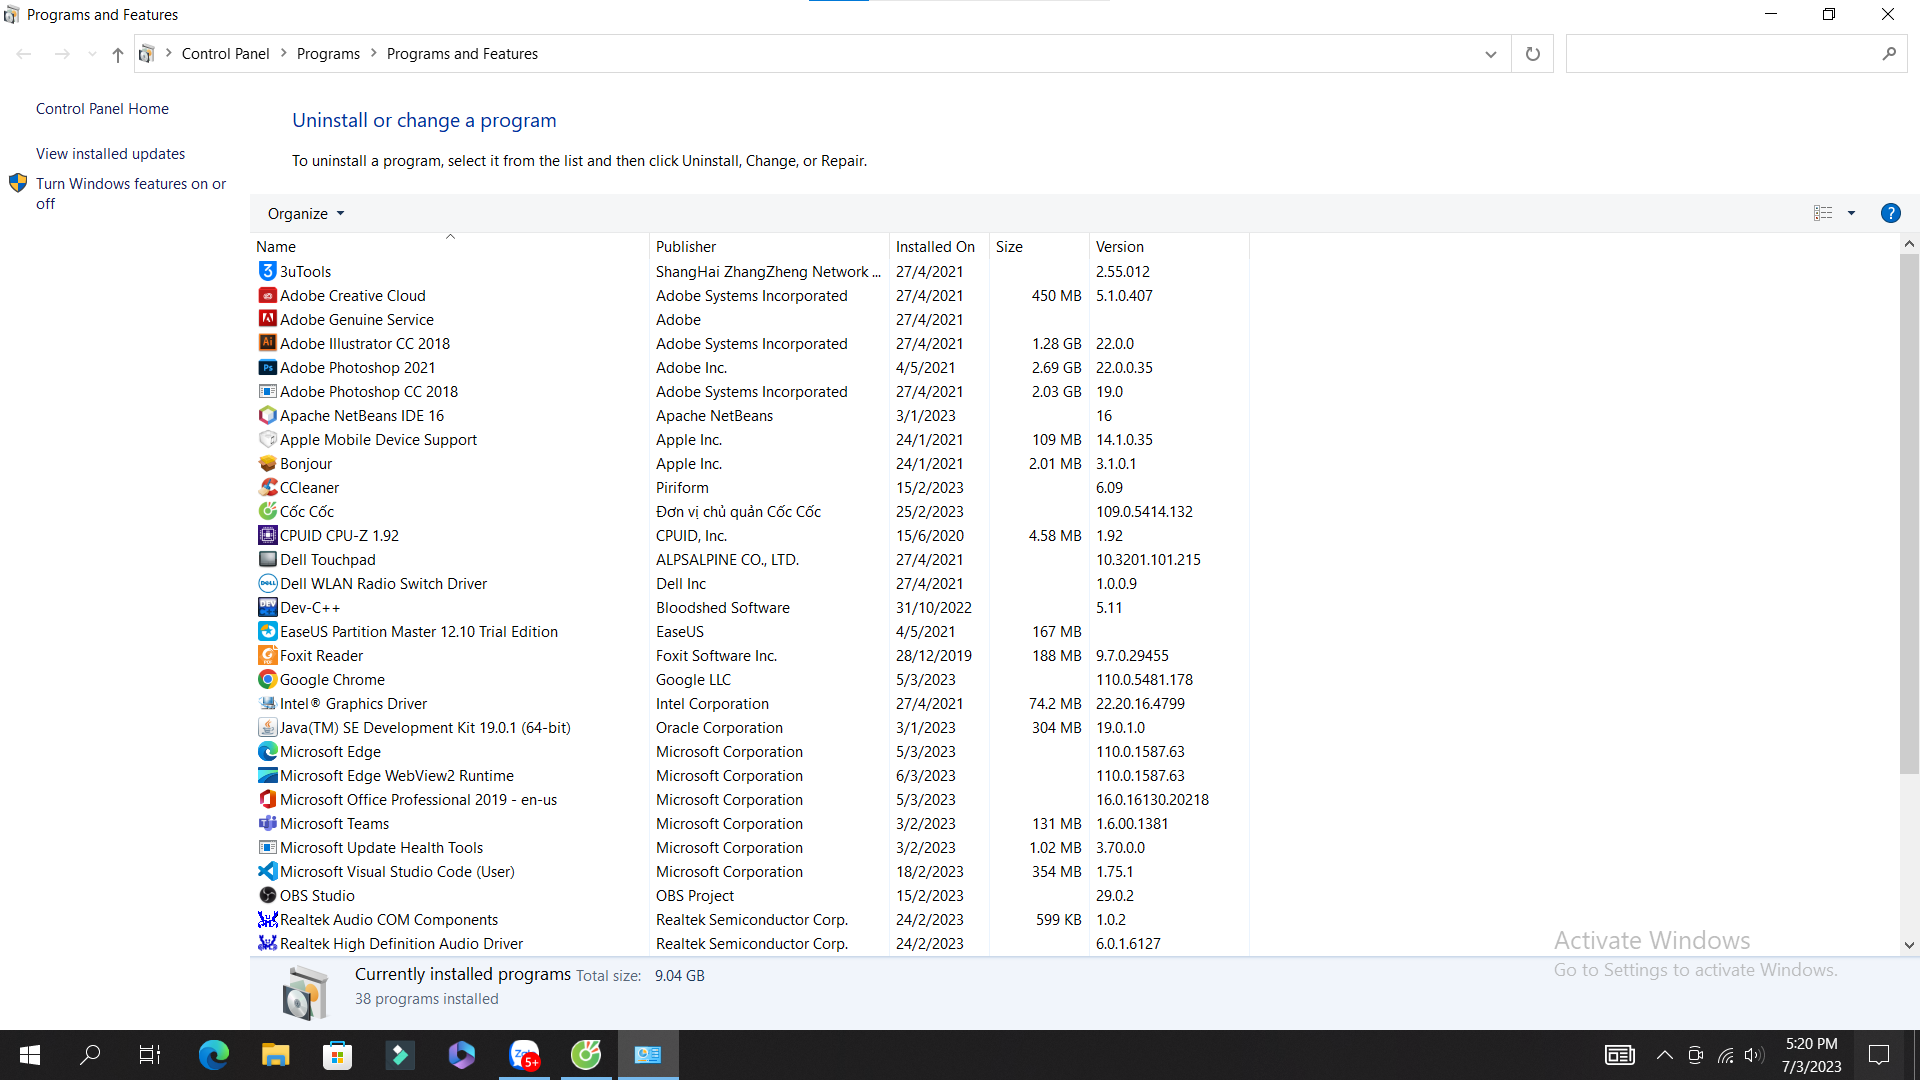 Programs and Features
Control Panel > Programs > Programs and Features
Control Panel Home
View installed updates
Turn Windows features on or
off
Uninstall or change a program
To uninstall a program, select it from the list and then click Uninstall, Change, or Repair.
Organize
Name Publisher Installed On Size Version
3uTools ShangHai ZhangZheng Network ... 27/4/2021 2.55.012
Adobe Creative Cloud Adobe Systems Incorporated 27/4/2021 450 MB 5.1.0.407
Adobe Genuine Service Adobe 27/4/2021
Adobe Illustrator CC 2018 Adobe Systems Incorporated 27/4/2021 1.28 GB 22.0.0
Adobe Photoshop 2021 Adobe Inc. 4/5/2021 2.69 GB 22.0.0.35
Adobe Photoshop CC 2018 Adobe Systems Incorporated 27/4/2021 2.03 GB 19.0
Apache NetBeans IDE 16 Apache NetBeans 3/1/2023 16
Apple Mobile Device Support Apple Inc. 24/1/2021 109 MB 14.1.0.35
Bonjour Apple Inc. 24/1/2021 2.01 MB 3.1.0.1
CCleaner Piriform 15/2/2023 6.09
Cốc Cốc Đơn vị chủ quản Cốc Cốc 25/2/2023 109.0.5414.132
CPUID CPU-Z 1.92 CPUID, Inc. 15/6/2020 4.58 MB 1.92
Dell Touchpad ALPSALPINE CO., LTD. 27/4/2021 10.3201.101.215
Dell WLAN Radio Switch Driver Dell Inc 27/4/2021 1.0.0.9
Dev-C++ Bloodshed Software 31/10/2022 5.11
EaseUS Partition Master 12.10 Trial Edition EaseUS 4/5/2021 167 MB
Foxit Reader Foxit Software Inc. 28/12/2019 188 MB 9.7.0.29455
Google Chrome Google LLC 5/3/2023 110.0.5481.178
Intel® Graphics Driver Intel Corporation 27/4/2021 74.2 MB 22.20.16.4799
Java(TM) SE Development Kit 19.0.1 (64-bit) Oracle Corporation 3/1/2023 304 MB 19.0.1.0
Microsoft Edge Microsoft Corporation 5/3/2023 110.0.1587.63
Microsoft Edge WebView2 Runtime Microsoft Corporation 6/3/2023 110.0.1587.63
Microsoft Office Professional 2019 - en-us Microsoft Corporation 5/3/2023 16.0.16130.20218
Microsoft Teams Microsoft Corporation 3/2/2023 131 MB 1.6.00.1381
Microsoft Update Health Tools Microsoft Corporation 3/2/2023 1.02 MB 3.70.0.0
Microsoft Visual Studio Code (User) Microsoft Corporation 18/2/2023 354 MB 1.75.1
OBS Studio OBS Project 15/2/2023 29.0.2
Realtek Audio COM Components Realtek Semiconductor Corp. 24/2/2023 599 KB 1.0.2
Realtek High Definition Audio Driver Realtek Semiconductor Corp. 24/2/2023 6.0.1.6127
Activate Windows
Go to Settings to activate Windows.
Currently installed programs Total size: 9.04 GB
38 programs installed
5+
5:20 PM
7/3/2023